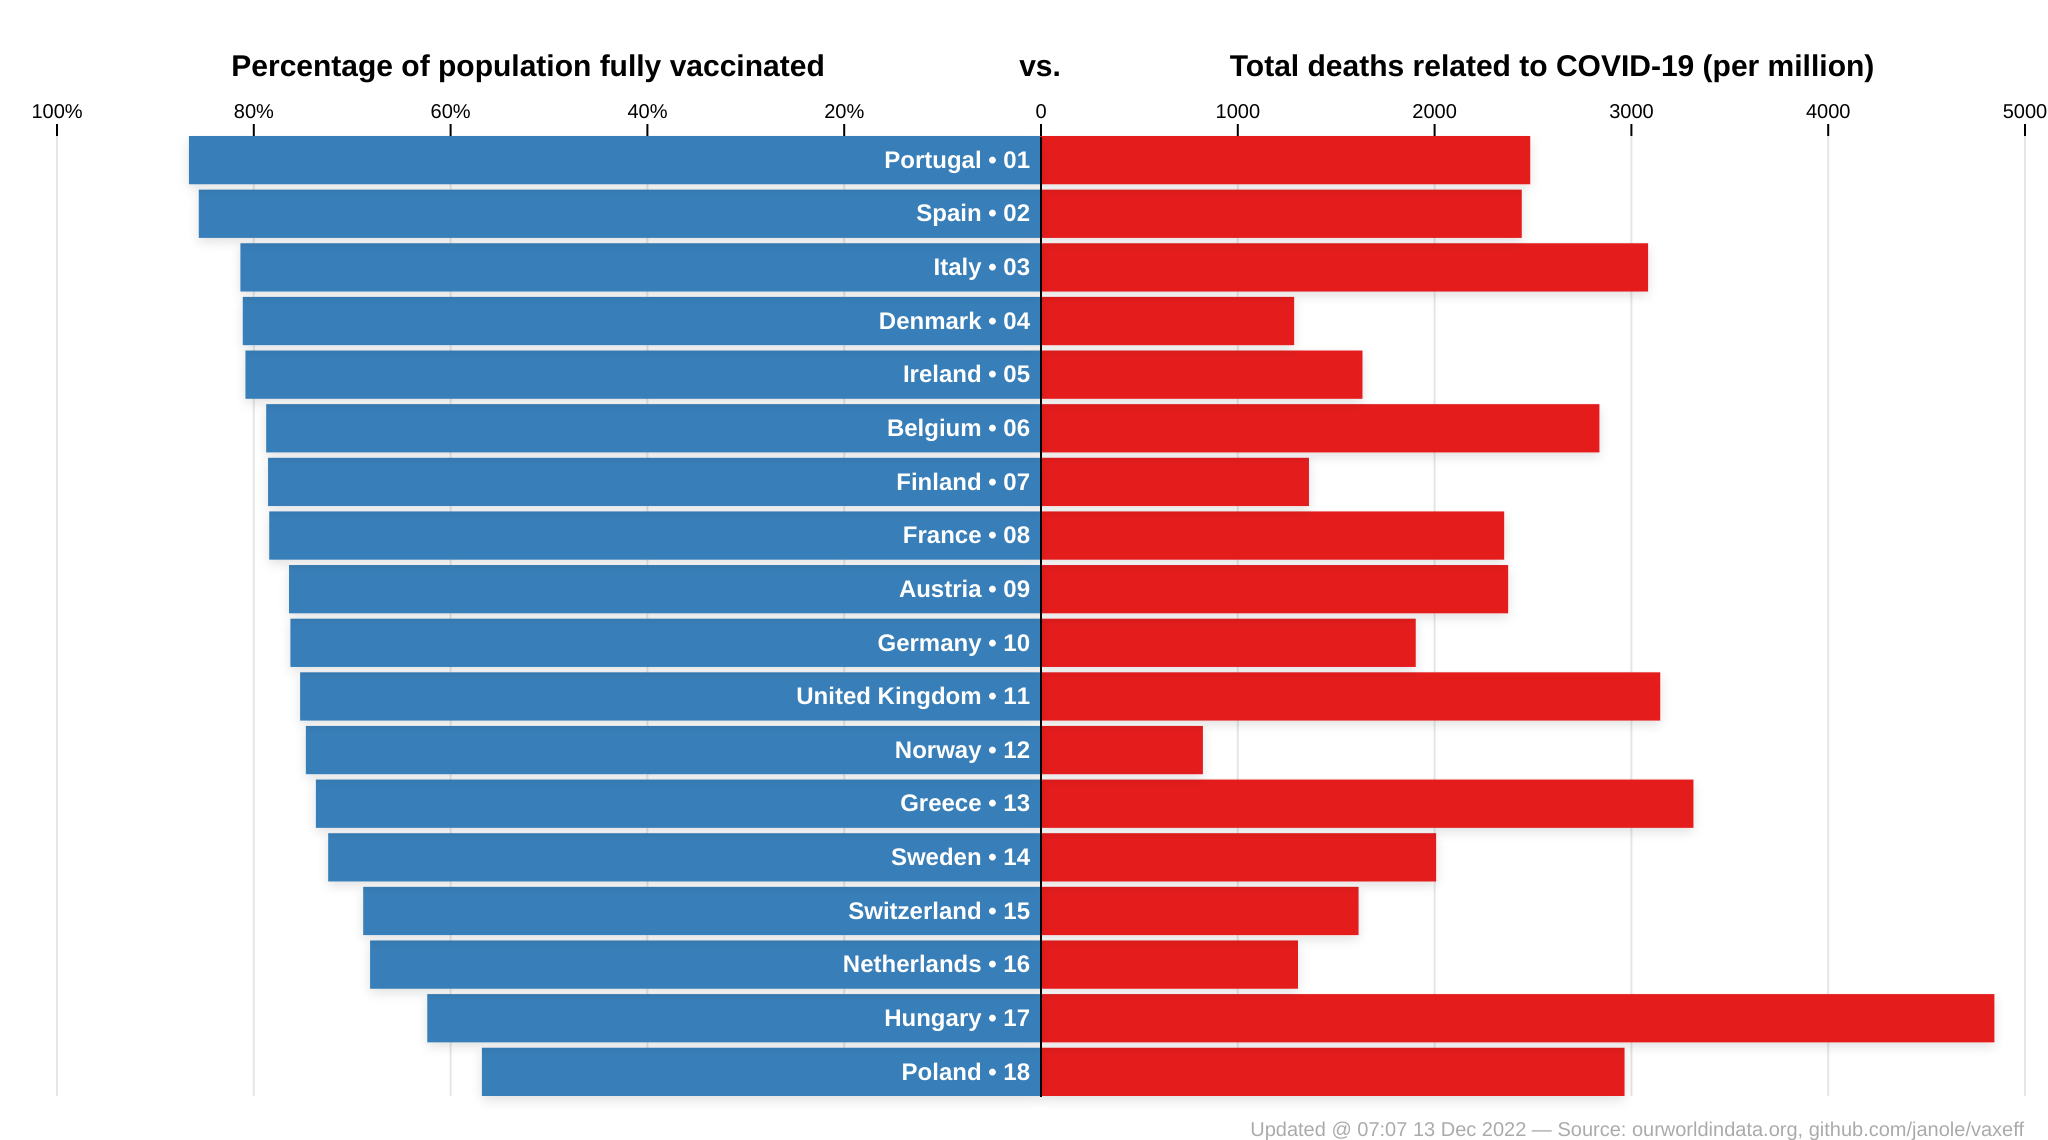 Percentage of population fully vaccinated vs. Total deaths related to COVID-19 (per million)
100% 80% 60% 40% 20% 0 1000 2000 3000 4000 5000
Portugal • 01
Spain • 02
Italy • 03
Denmark • 04
Ireland • 05
Belgium • 06
Finland • 07
France • 08
Austria • 09
Germany • 10
United Kingdom • 11
Norway • 12
Greece • 13
Sweden • 14
Switzerland • 15
Netherlands • 16
Hungary • 17
Poland • 18
Updated @ 07:07 13 Dec 2022 — Source: ourworldindata.org, github.com/janole/vaxeff